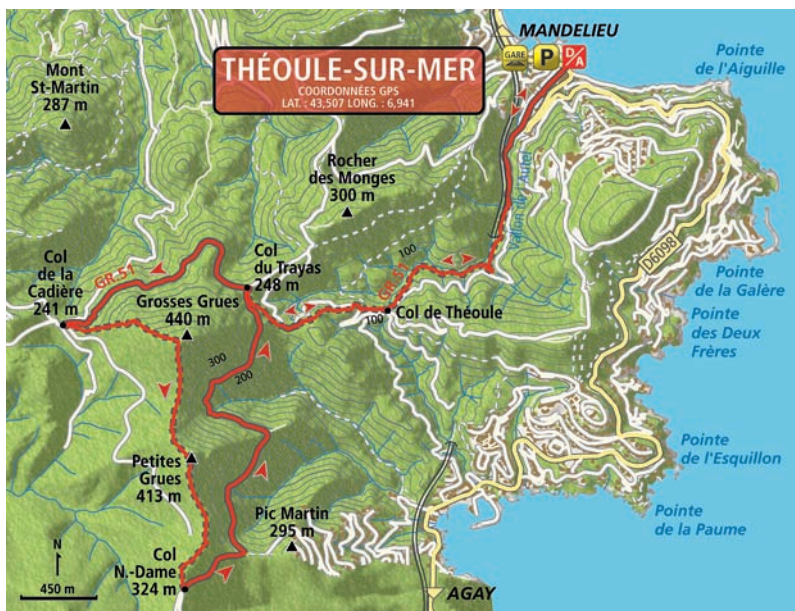 MANDELIEU
GARE
P
D/A
THÉOULE-SUR-MER
COORDONNÉES GPS
LAT. : 43,507 LONG. : 6,941
Pointe
de l'Aiguille
Mont
St-Martin
287 m
Rocher
des Monges
300 m
Vallon de l'Autel
100
D6098
Col
de la
Cadière
241 m
GR 51
Col
du Trayas
248 m
GR 51
Pointe
de la Galère
Grosses Grues
440 m
100
Col de Théoule
Pointe
des Deux
Frères
300
200
Petites
Grues
413 m
Pointe
de l'Esquillon
Pic Martin
295 m
Pointe
de la Paume
N
450 m
Col
N.-Dame
324 m
AGAY